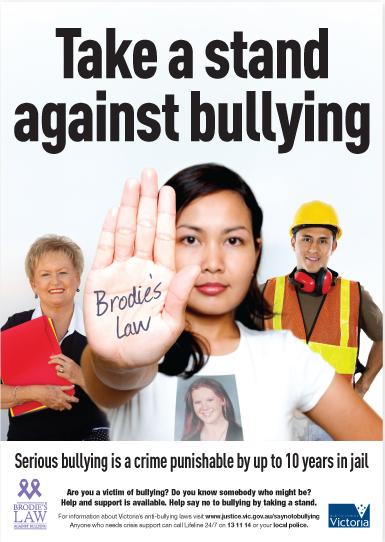 Take a stand
against bullying
Brodie's
Law
Serious bullying is a crime punishable by up to 10 years in jail
Are you a victim of bullying? Do you know somebody who might be?
Help and support is available. Help say no to bullying by taking a stand.
For information about Victoria's anti-bullying laws visit www.justice.vic.gov.au/saynotobullying
Anyone who needs crisis support can call Lifeline 24/7 on 13 11 14 or your local police.
BRODIE'S
LAW
AGAINST BULLYING
Victoria